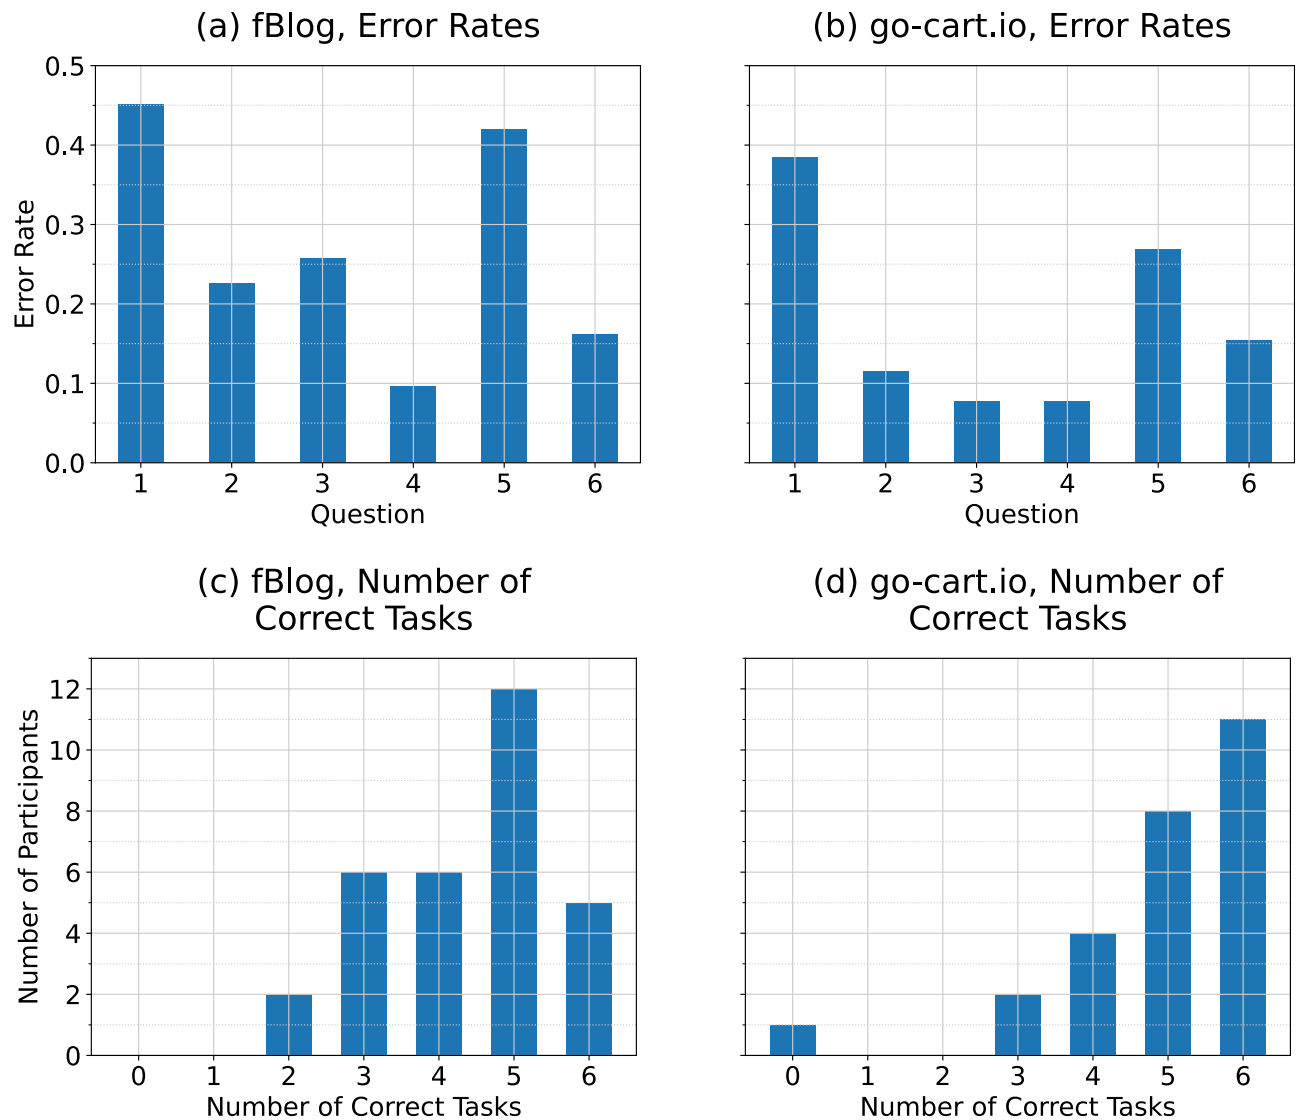 (a) fBlog, Error Rates
(b) go-cart.io, Error Rates
0.5
0.4
0.3
0.2
0.1
0.0
Error Rate
1 2 3 4 5 6
Question
1 2 3 4 5 6
Question
(c) fBlog, Number of
Correct Tasks
(d) go-cart.io, Number of
Correct Tasks
12
10
8
6
4
2
0
Number of Participants
0 1 2 3 4 5 6
Number of Correct Tasks
0 1 2 3 4 5 6
Number of Correct Tasks